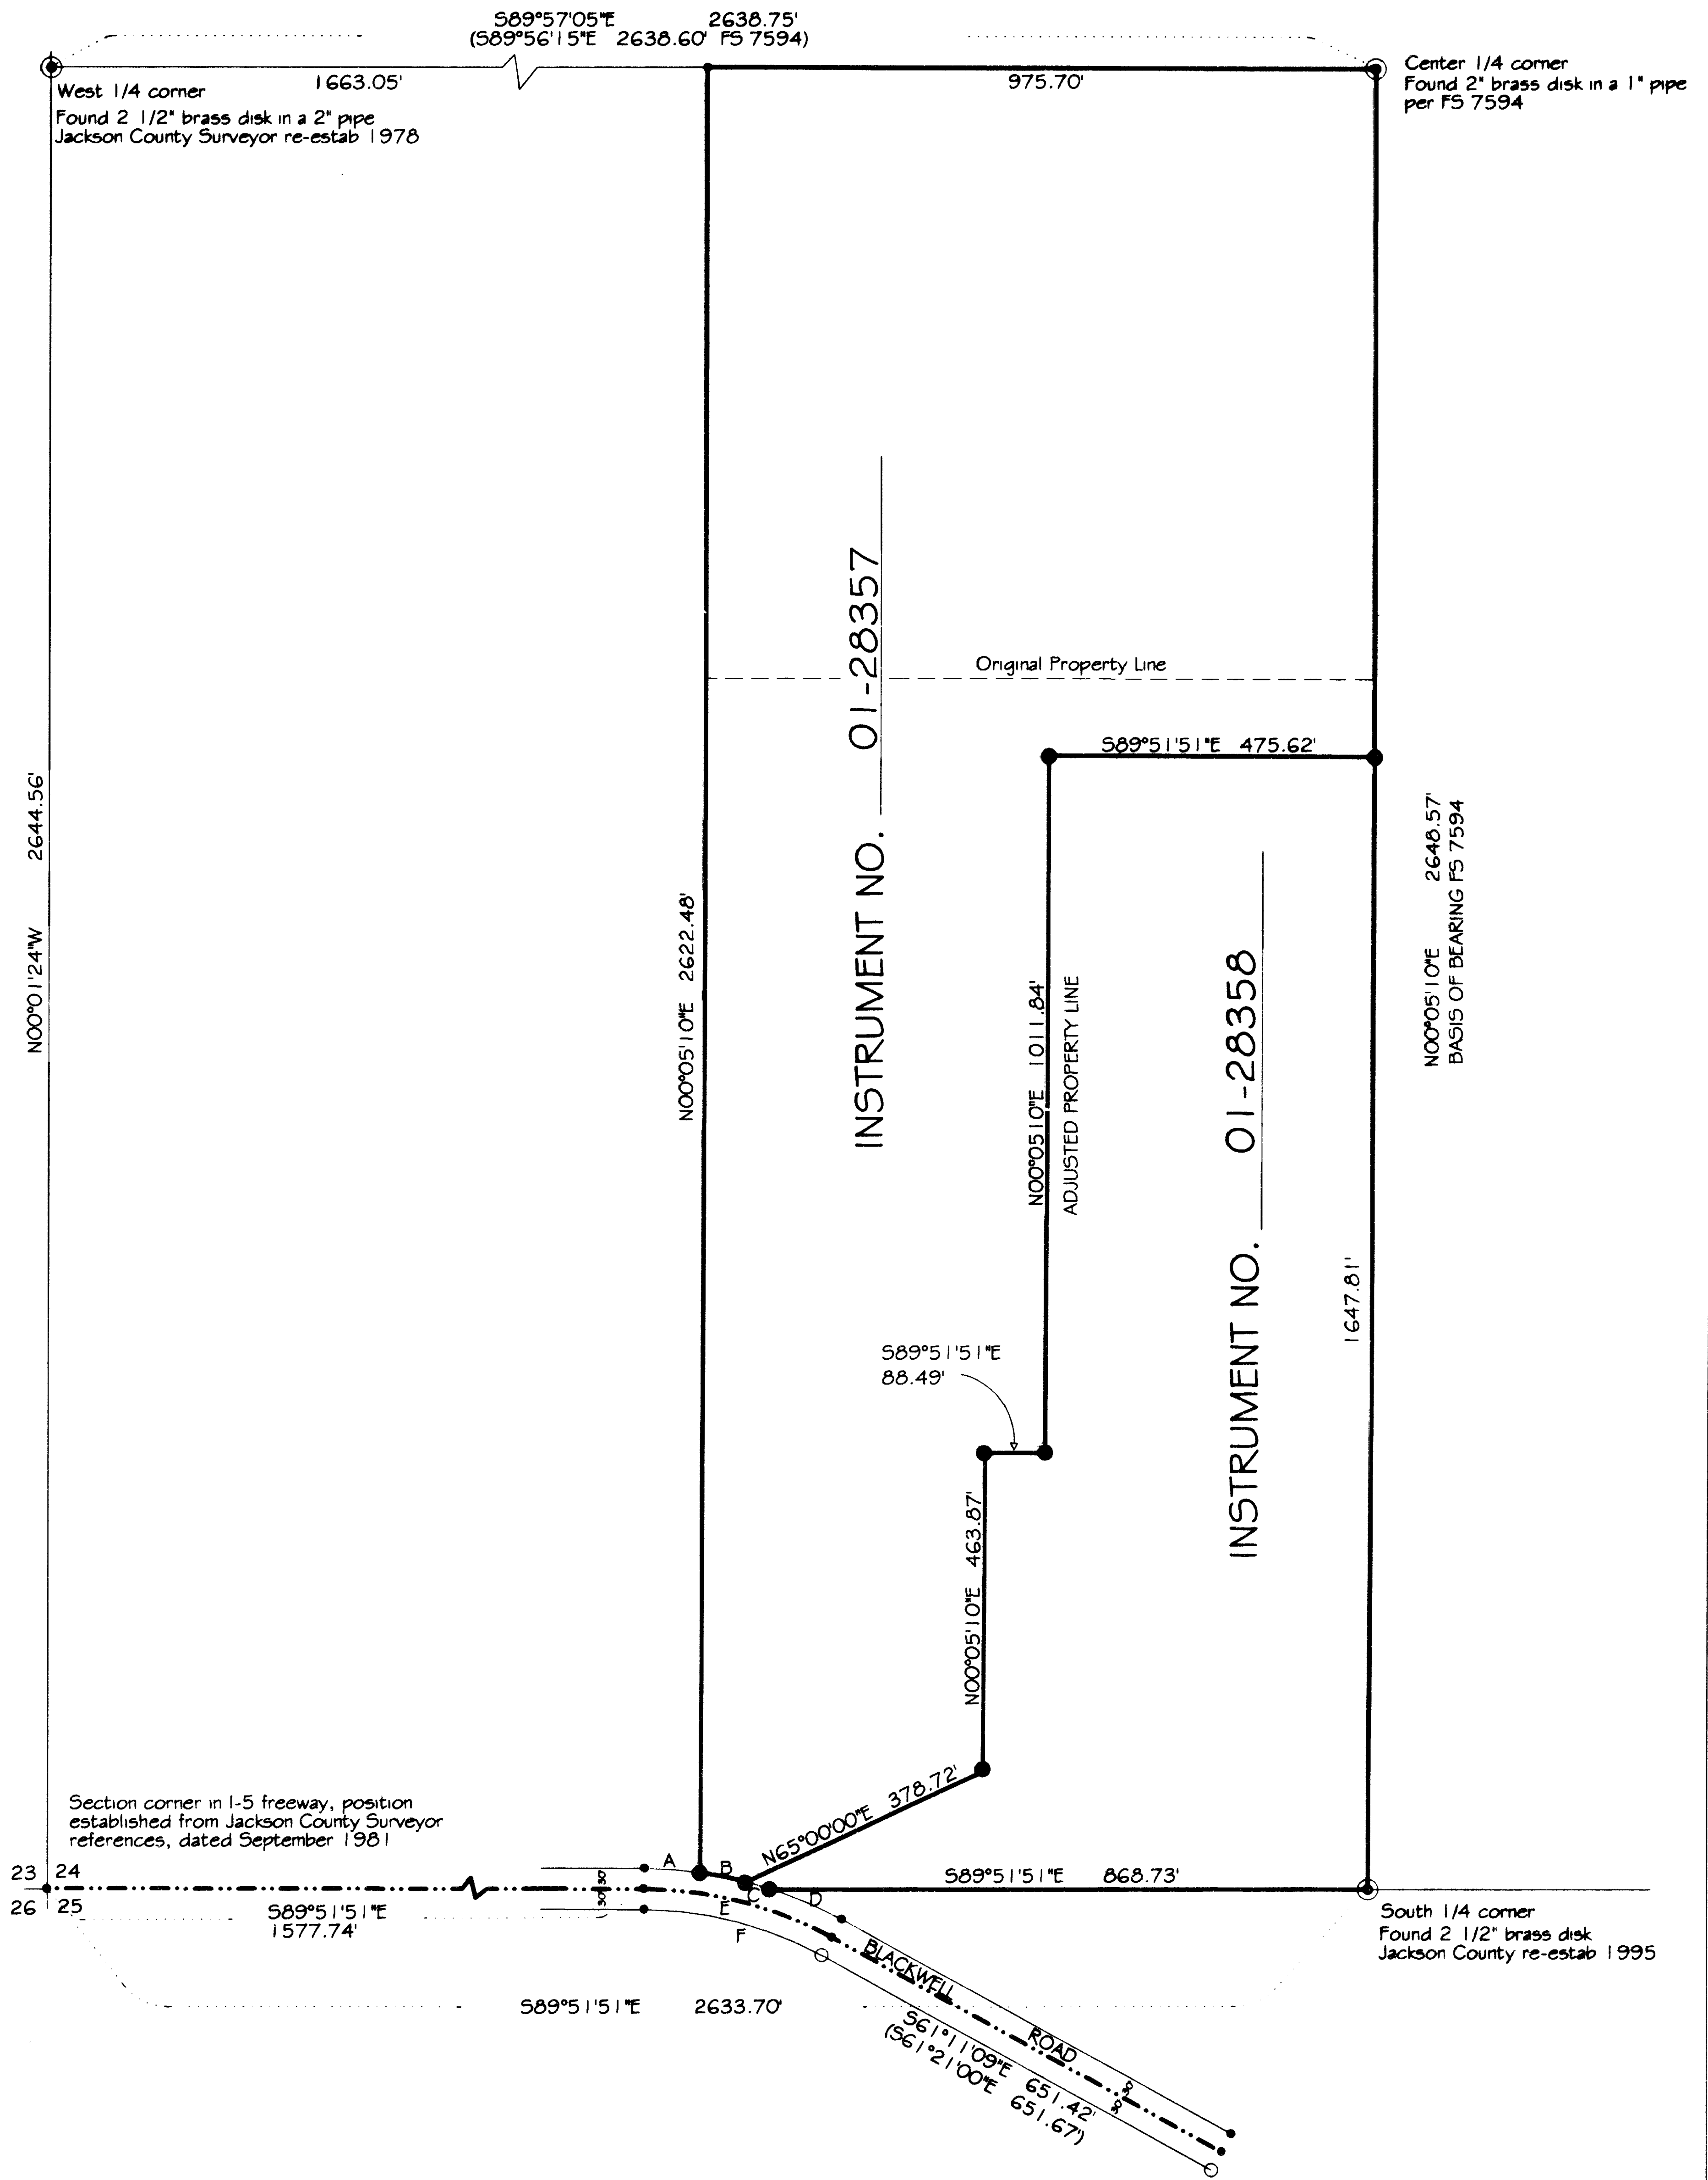 S89°57'05"E 2638.75'
(S89°56'15"E 2638.60' FS 7594)
1663.05'
975.70'
West 1/4 corner
Found 2 1/2" brass disk in a 2" pipe
Jackson County Surveyor re-estab 1978
Center 1/4 corner
Found 2" brass disk in a 1" pipe
per FS 7594
N00°01'24"W 2644.56'
N00°05'10"E 2622.48'
INSTRUMENT NO. 01-28357
Original Property Line
S89°51'51"E 475.62'
N00°05'10"E 1011.84'
ADJUSTED PROPERTY LINE
INSTRUMENT NO. 01-28358
N00°05'10"E 2648.57'
BASIS OF BEARING FS 7594
1647.81'
S89°51'51"E
88.49'
N00°05'10"E 463.87'
N65°00'00"E 378.72'
Section corner in I-5 freeway, position
established from Jackson County Surveyor
references, dated September 1981
23 24
26 25
S89°51'51"E
1577.74'
30' 30'
A
B
C
D
E
F
S89°51'51"E 868.73'
South 1/4 corner
Found 2 1/2" brass disk
Jackson County re-estab 1995
S89°51'51"E 2633.70'
BLACKWELL ROAD
S61°11'09"E 651.42'
(S61°21'00"E 651.67')
30 30